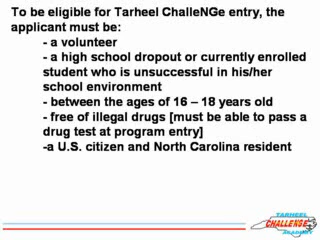 To be eligible for Tarheel ChalleNGe entry, the
applicant must be:
- a volunteer
- a high school dropout or currently enrolled
student who is unsuccessful in his/her
school environment
- between the ages of 16 – 18 years old
- free of illegal drugs [must be able to pass a
drug test at program entry]
-a U.S. citizen and North Carolina resident
TARHEEL
CHALLENGE
ACADEMY